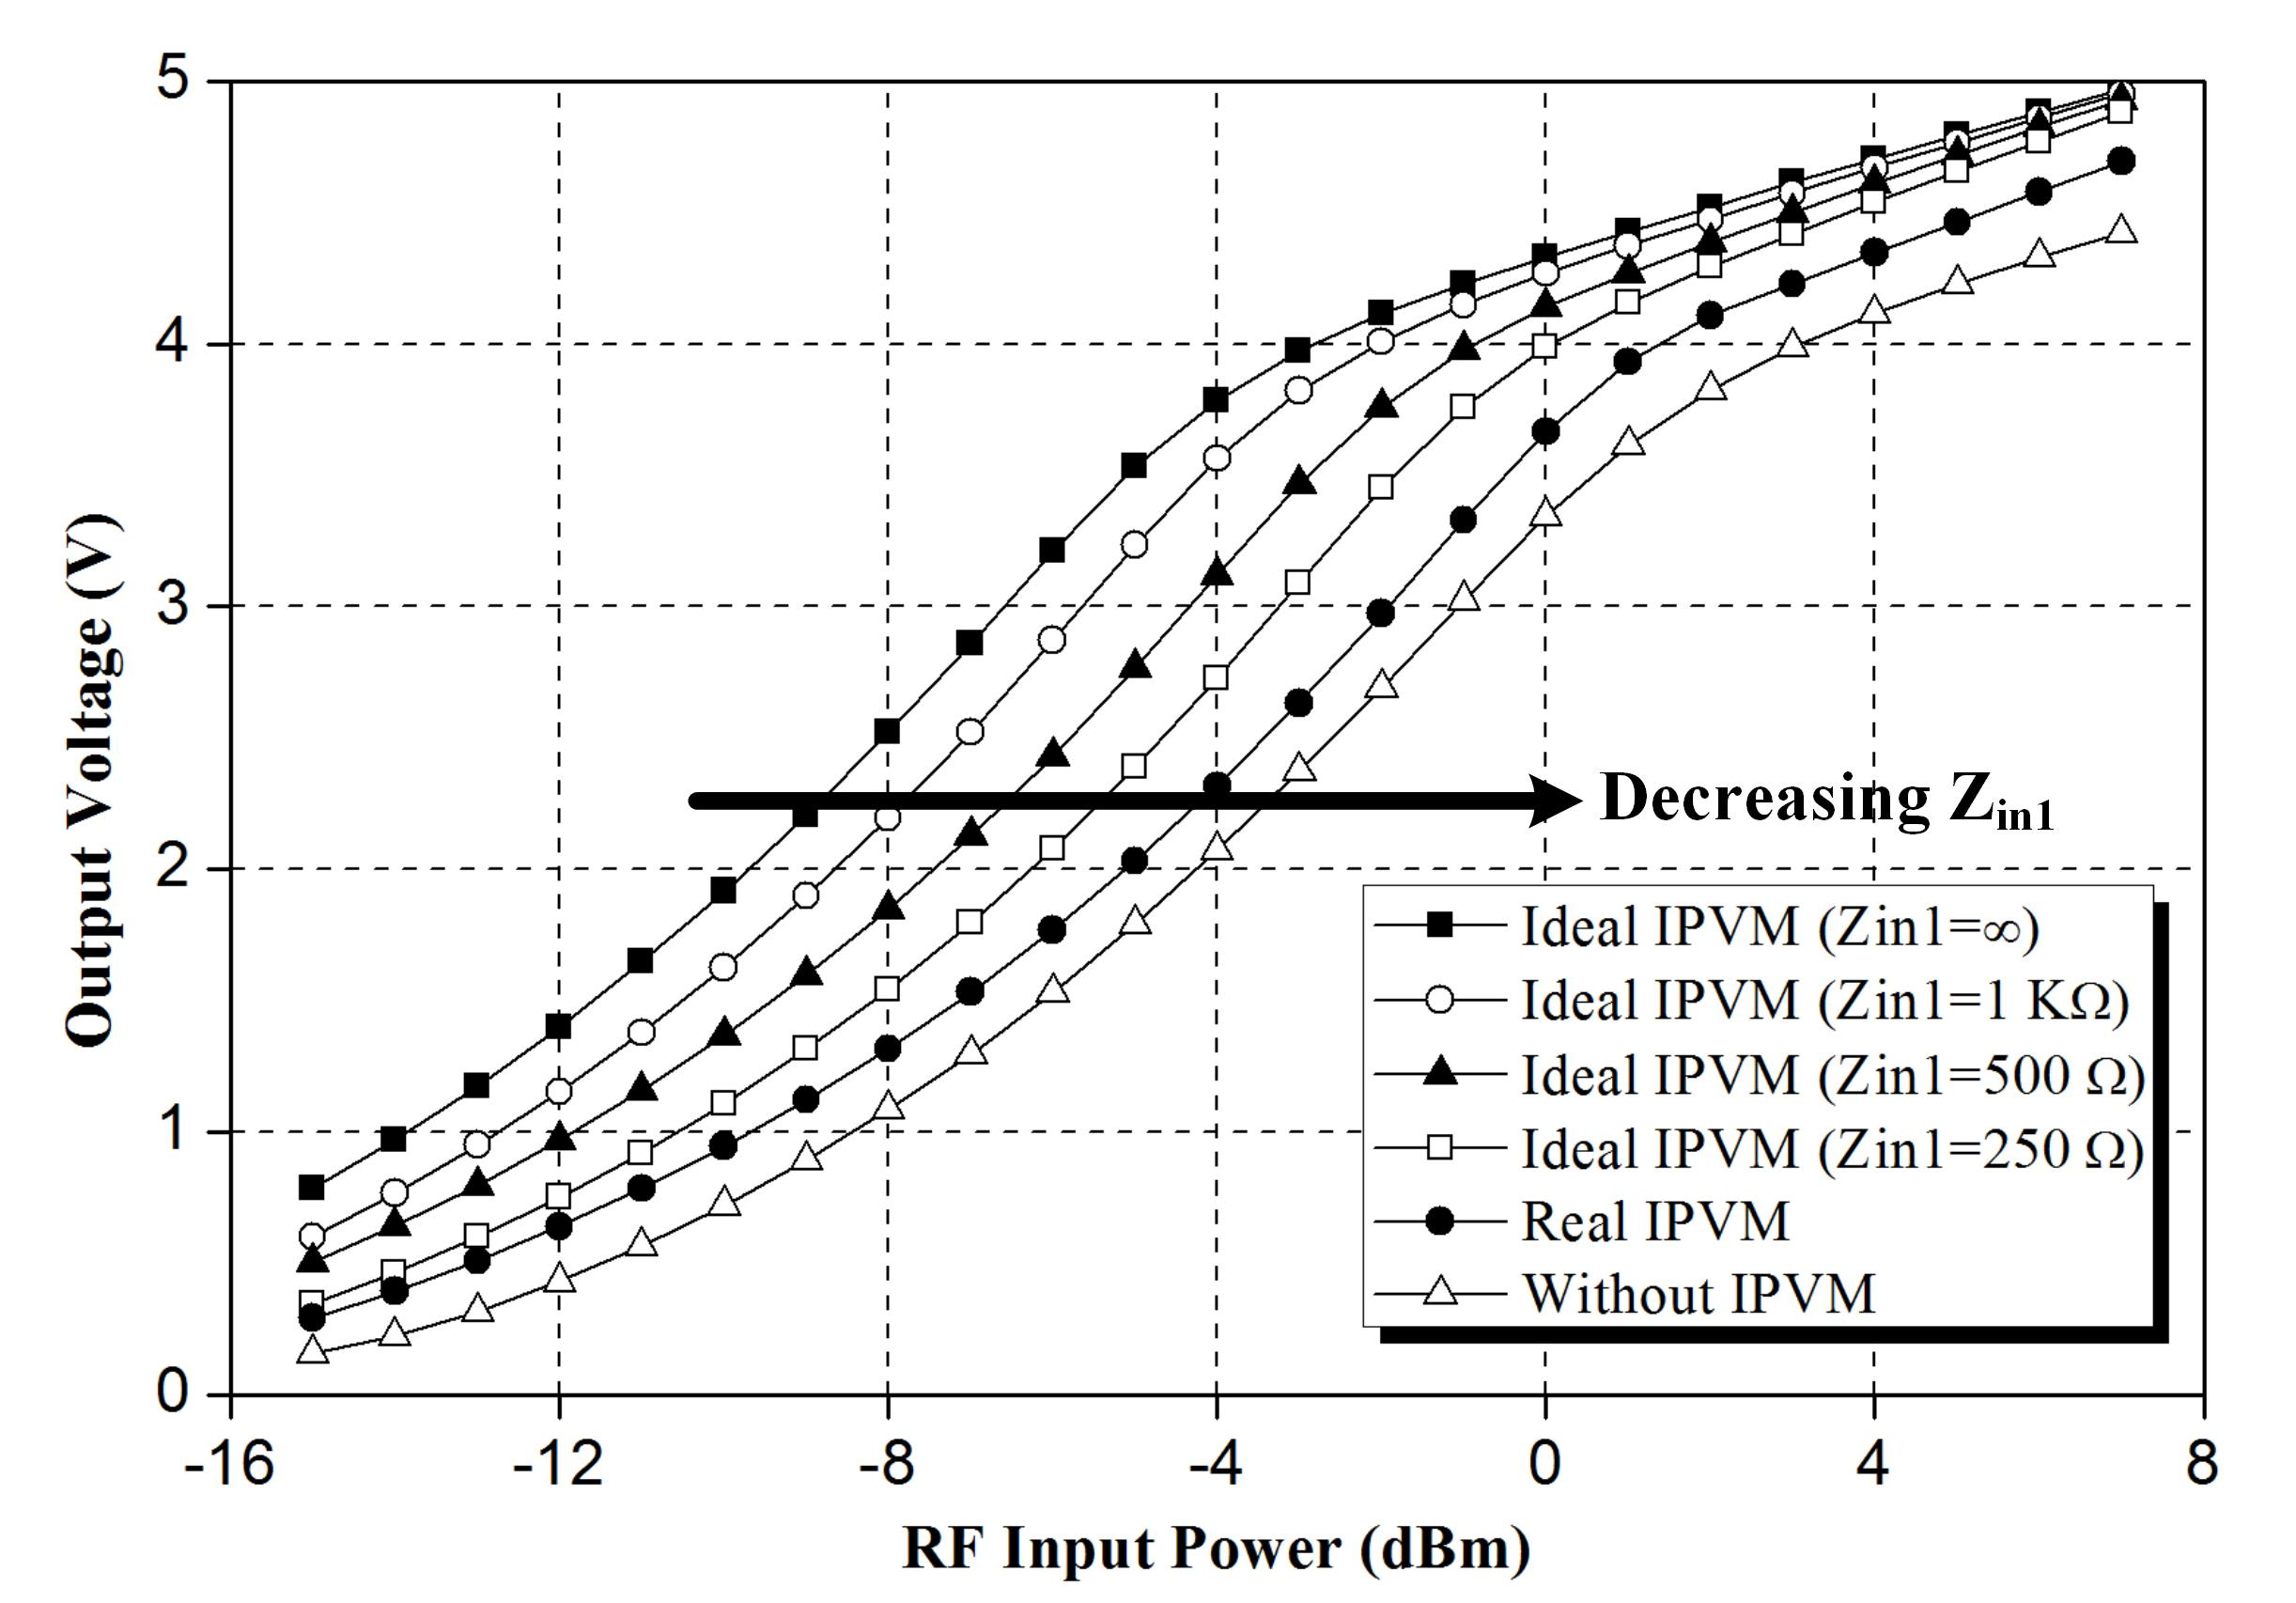 5
4
3
2
1
0
Output Voltage (V)
Decreasing Zin1
Ideal IPVM (Zin1=∞)
Ideal IPVM (Zin1=1 KΩ)
Ideal IPVM (Zin1=500 Ω)
Ideal IPVM (Zin1=250 Ω)
Real IPVM
Without IPVM
-16 -12 -8 -4 0 4 8
RF Input Power (dBm)